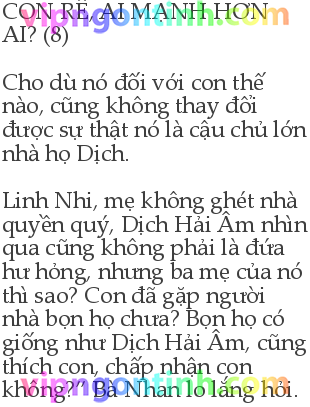 CON RỂ, AI MẠNH HƠN
AI? (8)
Cho dù nó đối với con thế
nào, cũng không thay đổi
được sự thật nó là cậu chủ lớn
nhà họ Dịch.
Linh Nhi, mẹ không ghét nhà
quyền quý, Dịch Hải Âm nhìn
qua cũng không phải là đứa
hư hỏng, nhưng ba mẹ của nó
thì sao? Con đã gặp người
nhà bọn họ chưa? Bọn họ có
giống như Dịch Hải Âm, cũng
thích con, chấp nhận con
không?” Bà Nhan lo lắng hỏi.
vipngontinh.com
vipngontinh.com